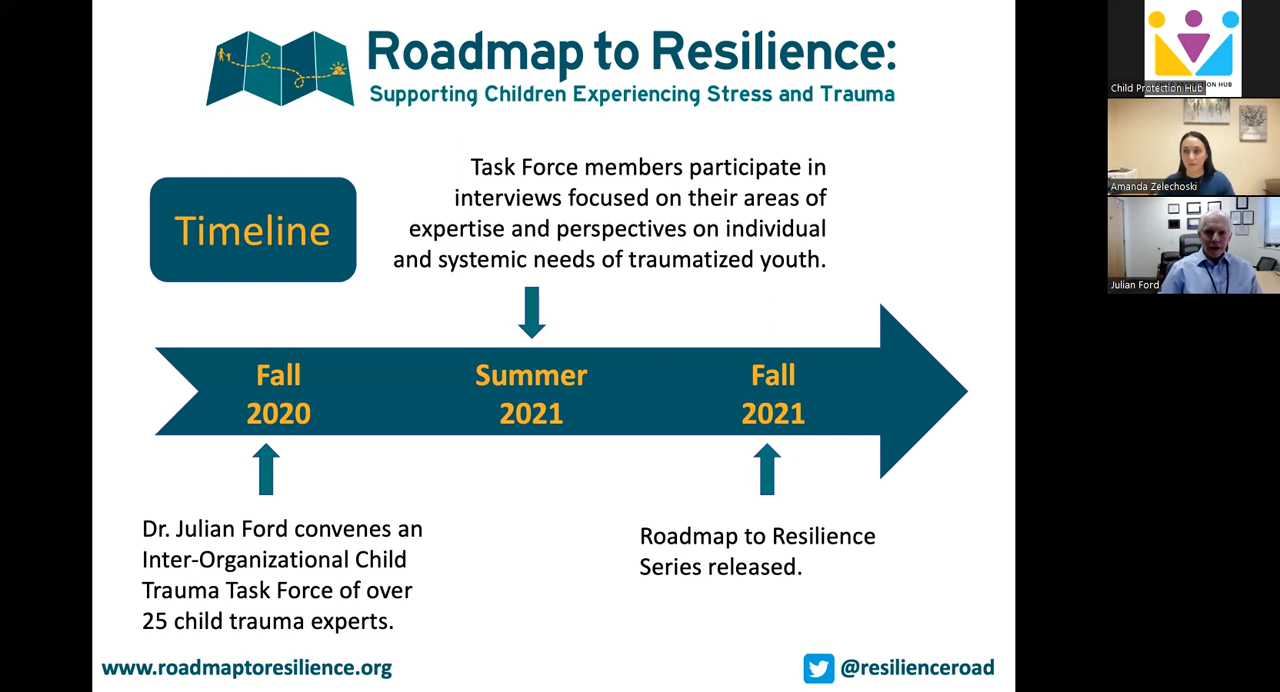 Roadmap to Resilience:
Supporting Children Experiencing Stress and Trauma
Timeline
Task Force members participate in
interviews focused on their areas of
expertise and perspectives on individual
and systemic needs of traumatized youth.
Fall
2020
Summer
2021
Fall
2021
Dr. Julian Ford convenes an
Inter-Organizational Child
Trauma Task Force of over
25 child trauma experts.
Roadmap to Resilience
Series released.
www.roadmaptoresilience.org
@resilienceroad
Child Protection Hub
HUB
Amanda Zelechoski
Julian Ford